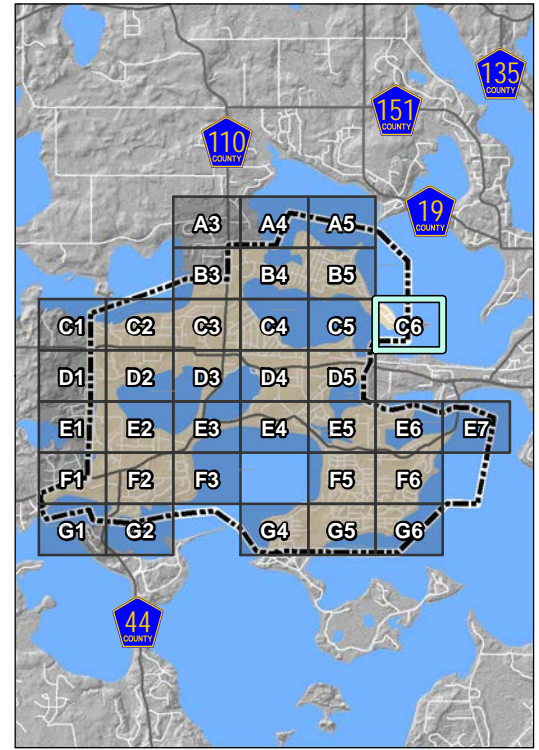 135
COUNTY
151
COUNTY
110
COUNTY
19
COUNTY
A3 A4 A5
B3 B4 B5
C1 C2 C3 C4 C5 C6
D1 D2 D3 D4 D5
E1 E2 E3 E4 E5 E6 E7
F1 F2 F3 F5 F6
G1 G2 G4 G5 G6
44
COUNTY